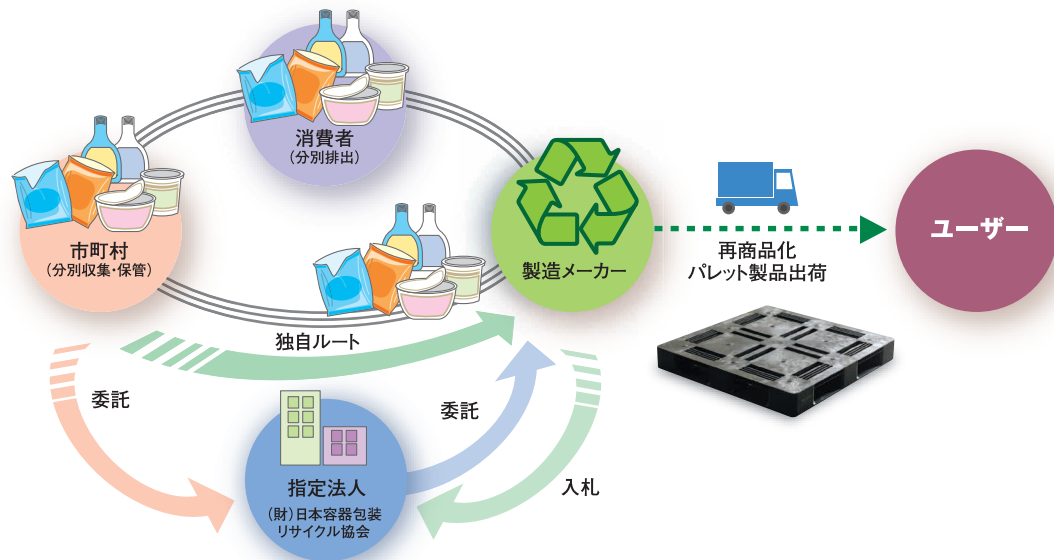 消費者
(分別排出)
市町村
(分別収集・保管)
製造メーカー
再商品化
パレット製品出荷
ユーザー
独自ルート
委託
委託
入札
指定法人
(財)日本容器包装
リサイクル協会